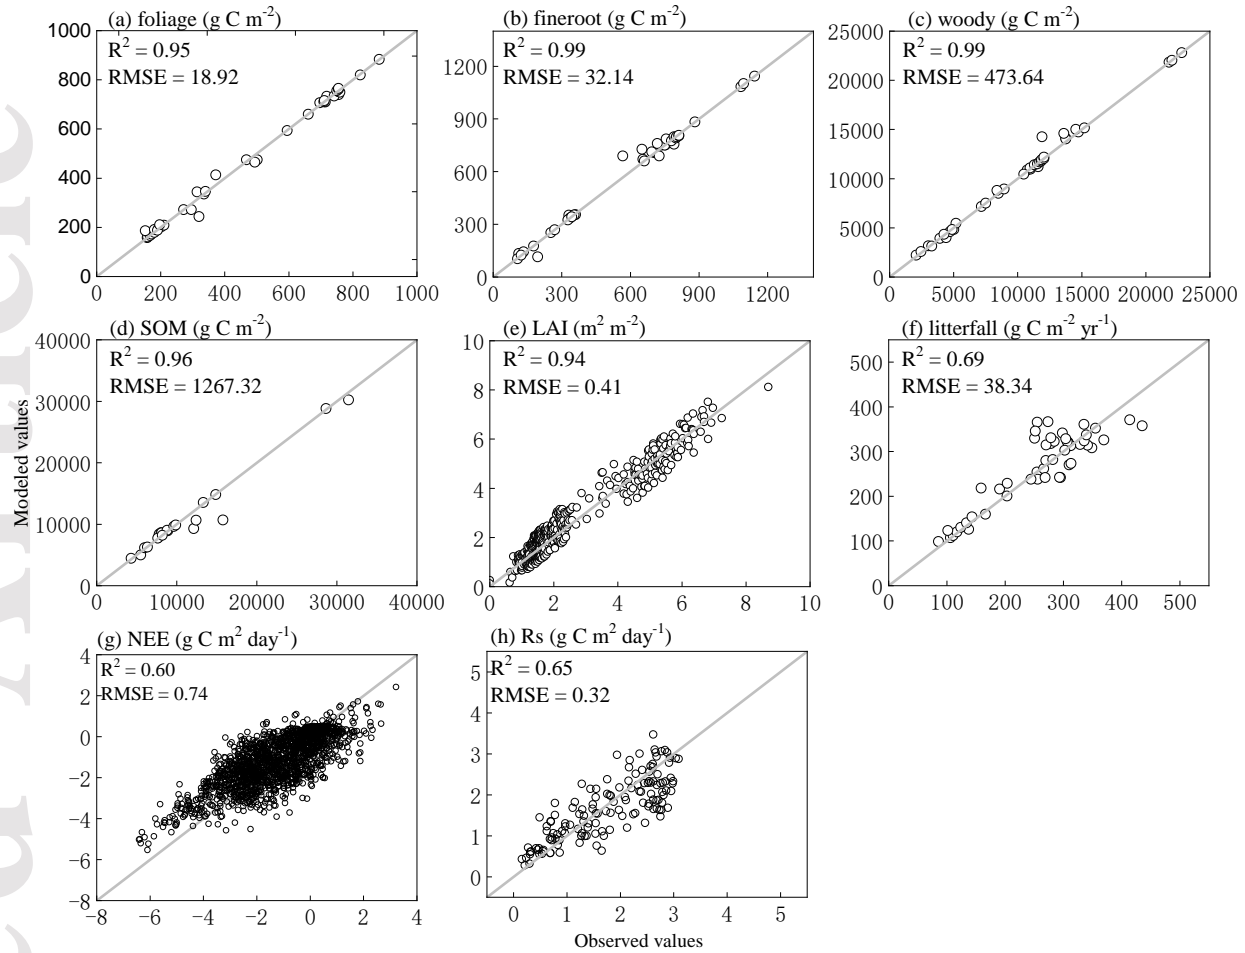 (a) foliage (g C m-2)
R2 = 0.95
RMSE = 18.92
1000
800
600
400
200
0
0 200 400 600 800 1000
(b) fineroot (g C m-2)
R2 = 0.99
RMSE = 32.14
1200
900
600
300
0
0 300 600 900 1200
(c) woody (g C m-2)
R2 = 0.99
RMSE = 473.64
25000
20000
15000
10000
5000
0
0 5000 10000 15000 20000 25000
(d) SOM (g C m-2)
R2 = 0.96
RMSE = 1267.32
40000
30000
20000
10000
0
0 10000 20000 30000 40000
Modeled values
(e) LAI (m2 m-2)
R2 = 0.94
RMSE = 0.41
10
8
6
4
2
0
0 2 4 6 8 10
(f) litterfall (g C m-2 yr-1)
R2 = 0.69
RMSE = 38.34
500
400
300
200
100
0
0 100 200 300 400 500
(g) NEE (g C m2 day-1)
R2 = 0.60
RMSE = 0.74
4
2
0
−2
−4
−6
−8
−8 −6 −4 −2 0 2 4
(h) Rs (g C m2 day-1)
R2 = 0.65
RMSE = 0.32
5
4
3
2
1
0
0 1 2 3 4 5
Observed values